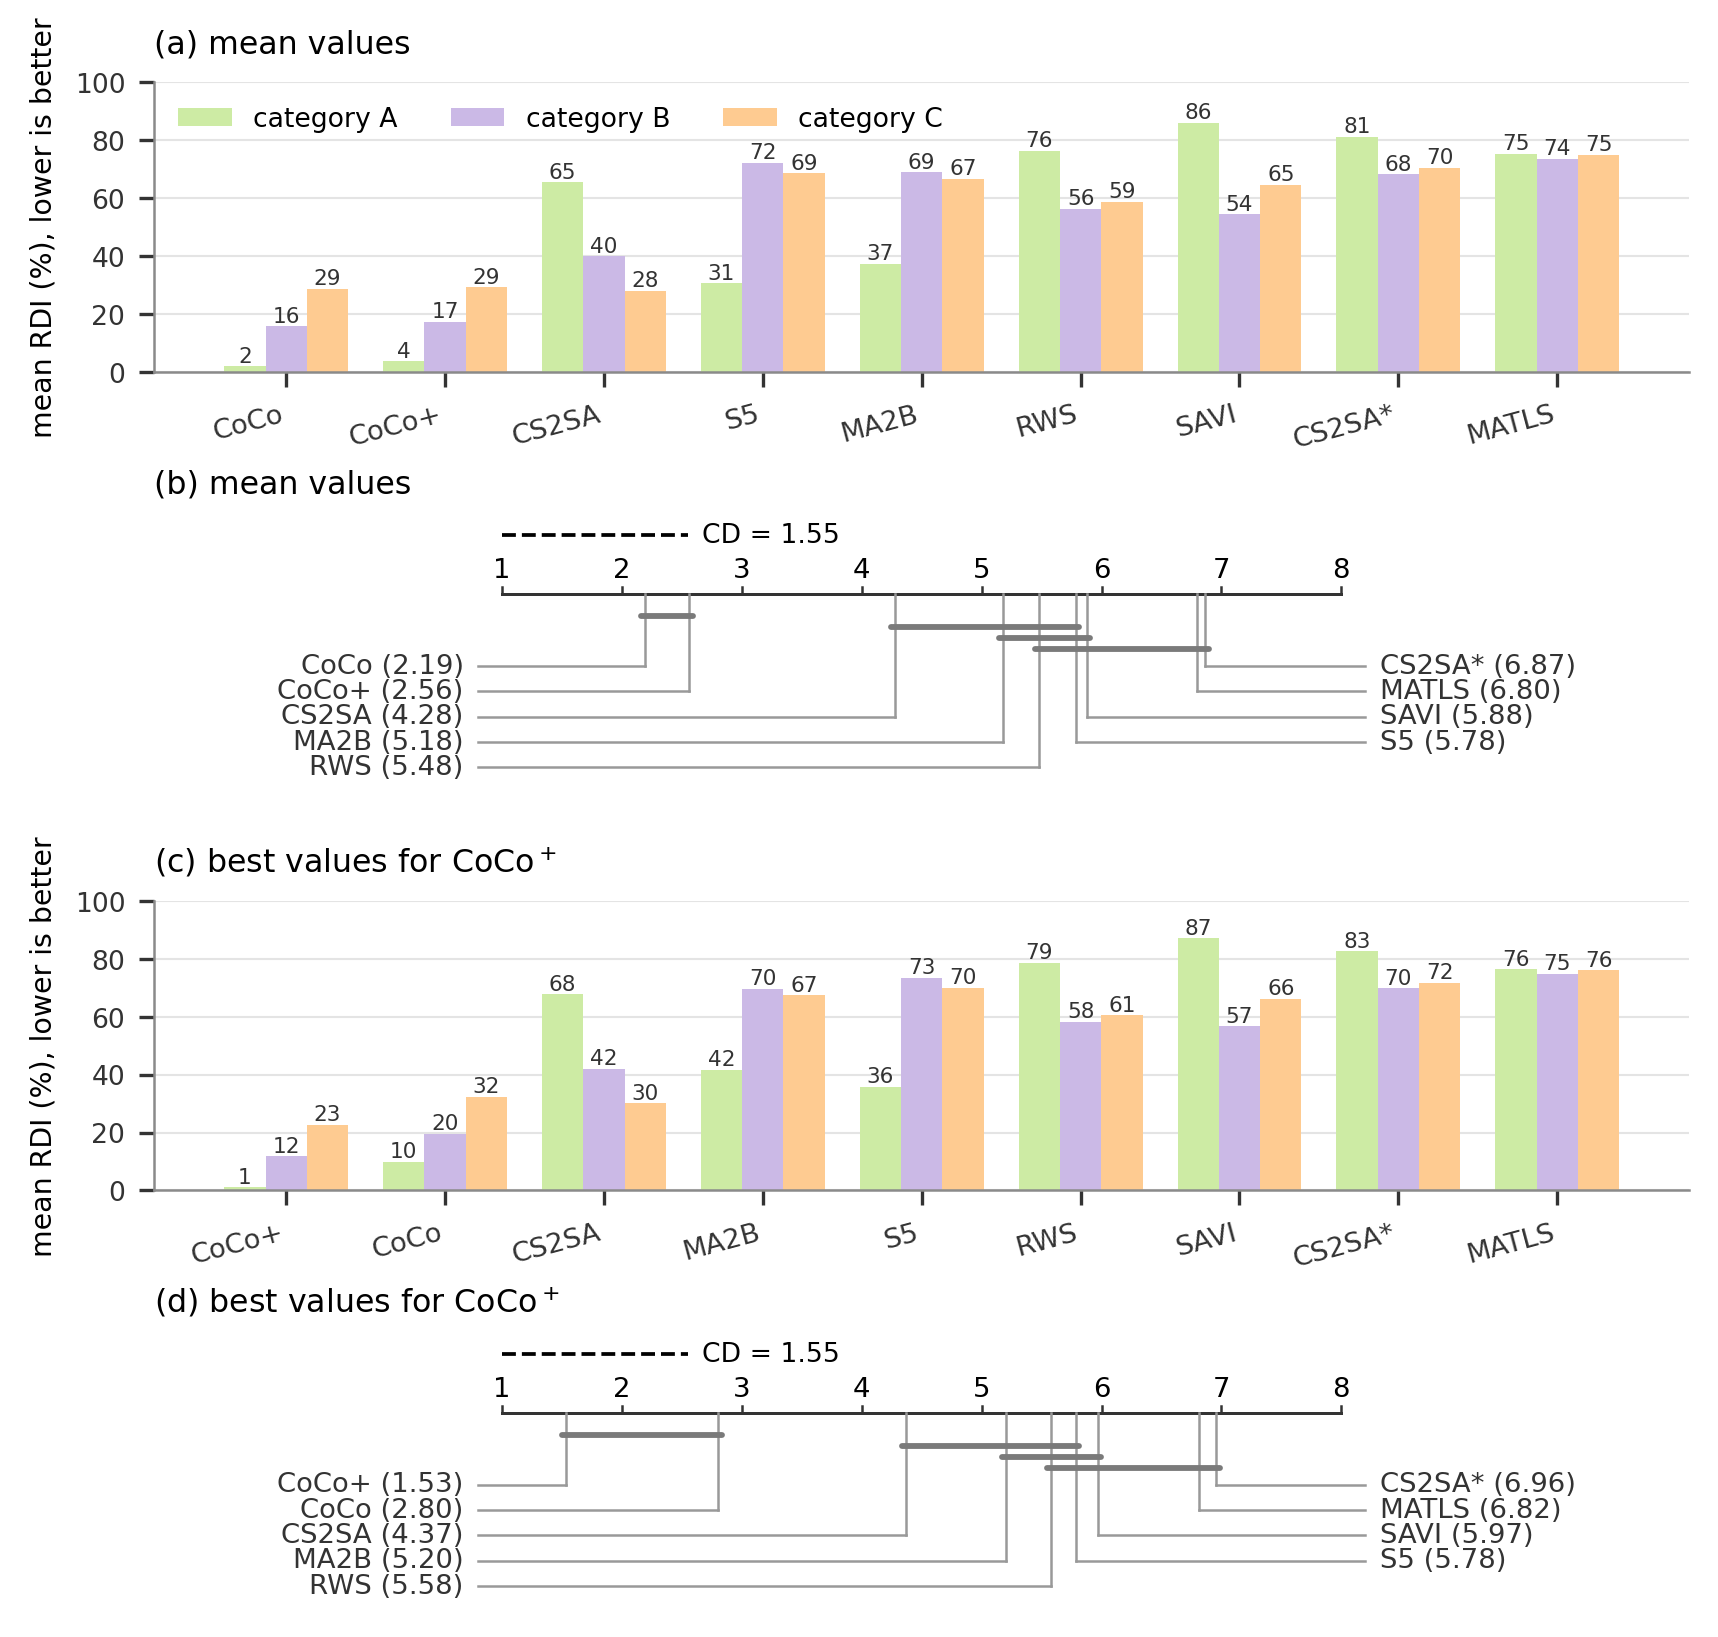 (a) mean values
mean RDI (%), lower is better
100
80
60
40
20
0
category A
category B
category C
2 16 29
4 17 29
65 40 28
31 72 69
37 69 67
76 56 59
86 54 65
81 68 70
75 74 75
CoCo
CoCo+
CS2SA
S5
MA2B
RWS
SAVI
CS2SA*
MATLS
(b) mean values
CD = 1.55
1 2 3 4 5 6 7 8
CoCo (2.19)
CoCo+ (2.56)
CS2SA (4.28)
MA2B (5.18)
RWS (5.48)
CS2SA* (6.87)
MATLS (6.80)
SAVI (5.88)
S5 (5.78)
(c) best values for CoCo⁺
mean RDI (%), lower is better
100
80
60
40
20
0
1 12 23
10 20 32
68 42 30
42 70 67
36 73 70
79 58 61
87 57 66
83 70 72
76 75 76
CoCo+
CoCo
CS2SA
MA2B
S5
RWS
SAVI
CS2SA*
MATLS
(d) best values for CoCo⁺
CD = 1.55
1 2 3 4 5 6 7 8
CoCo+ (1.53)
CoCo (2.80)
CS2SA (4.37)
MA2B (5.20)
RWS (5.58)
CS2SA* (6.96)
MATLS (6.82)
SAVI (5.97)
S5 (5.78)